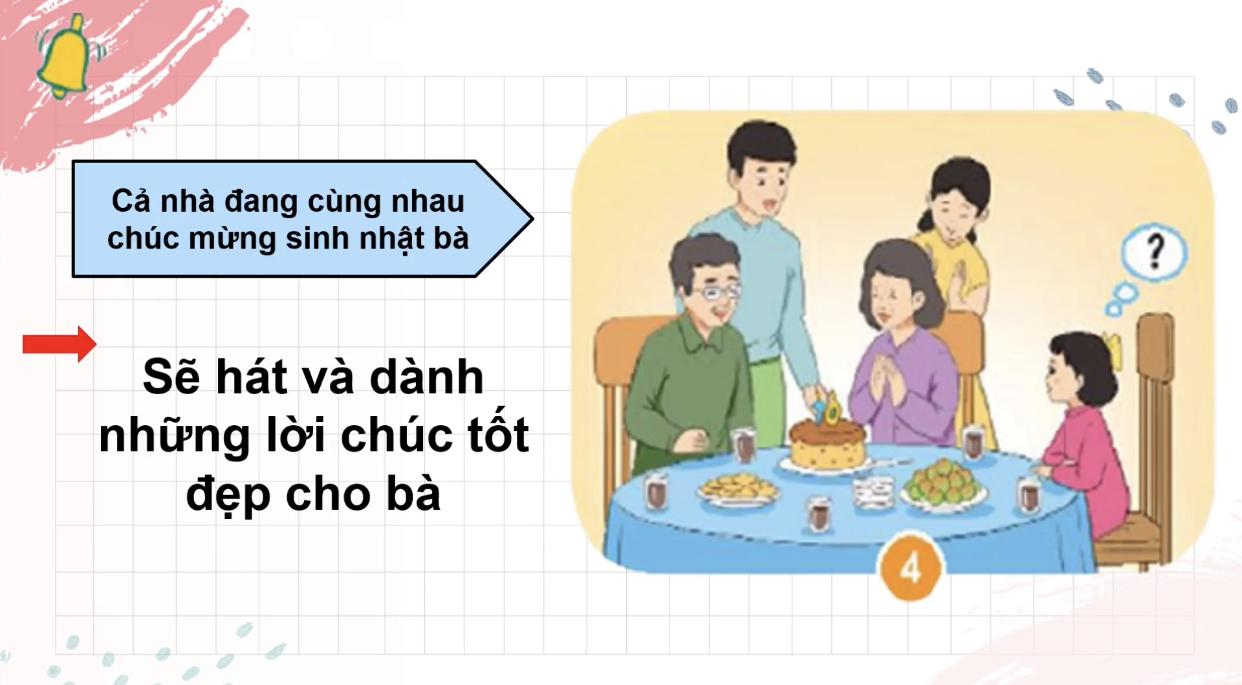 Cả nhà đang cùng nhau
chúc mừng sinh nhật bà
Sẽ hát và dành
những lời chúc tốt
đẹp cho bà
?
4